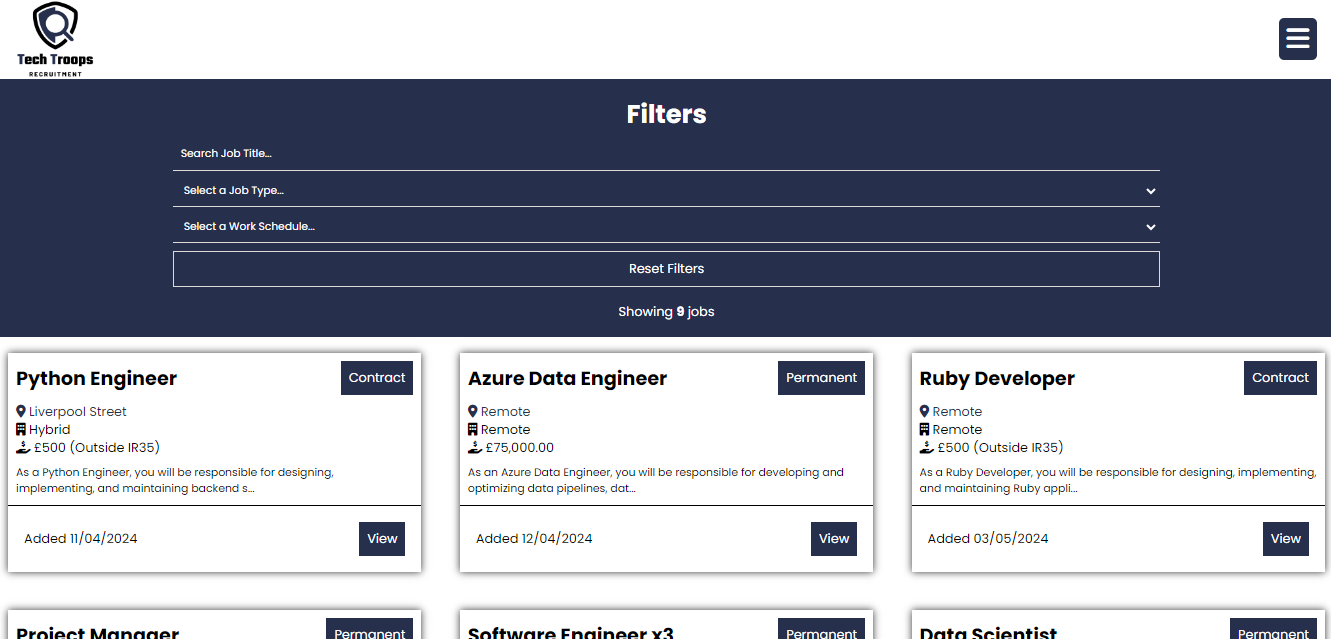 Tech Troops
RECRUITMENT
Filters
Search Job Title...
Select a Job Type...
Select a Work Schedule...
Reset Filters
Showing 9 jobs
Python Engineer
Contract
Liverpool Street
Hybrid
£500 (Outside IR35)
As a Python Engineer, you will be responsible for designing,
implementing, and maintaining backend s...
Added 11/04/2024
View
Azure Data Engineer
Permanent
Remote
Remote
£75,000.00
As an Azure Data Engineer, you will be responsible for developing and
optimizing data pipelines, dat...
Added 12/04/2024
View
Ruby Developer
Contract
Remote
Remote
£500 (Outside IR35)
As a Ruby Developer, you will be responsible for designing, implementing,
and maintaining Ruby appli...
Added 03/05/2024
View
Project Manager
Permanent
Software Engineer x3
Permanent
Data Scientist
Permanent